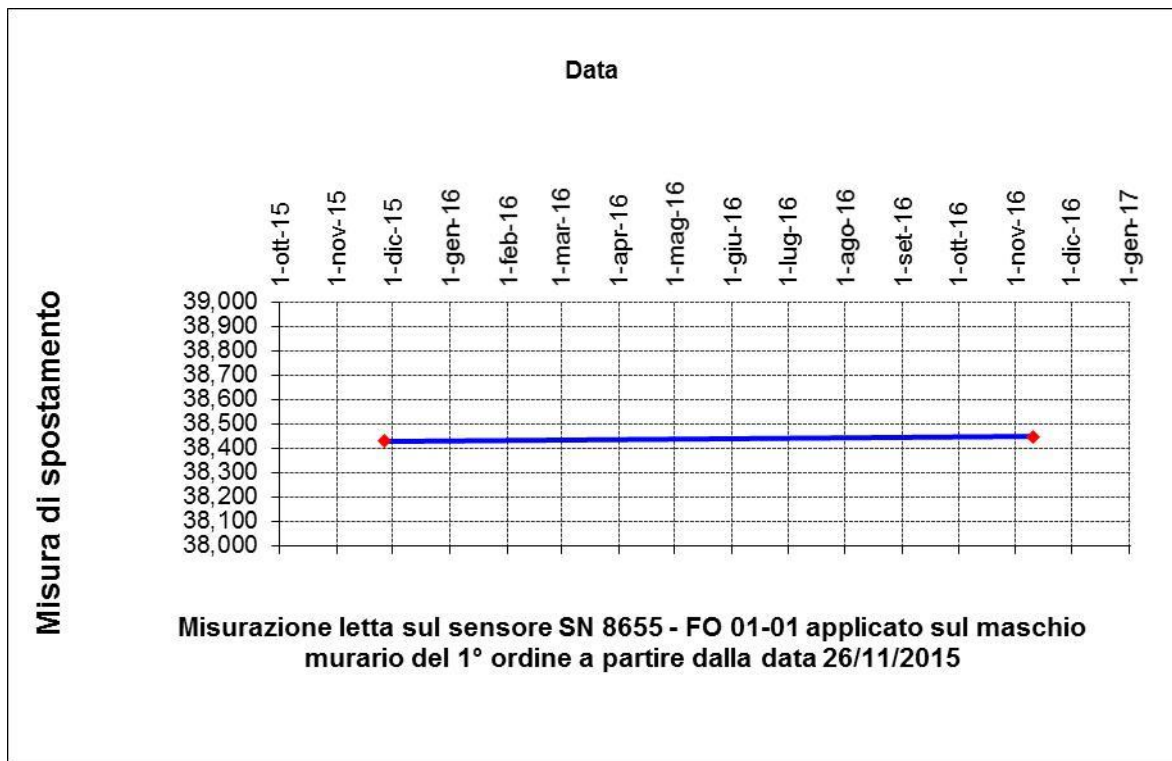 Data
1-ott-15
1-nov-15
1-dic-15
1-gen-16
1-feb-16
1-mar-16
1-apr-16
1-mag-16
1-giu-16
1-lug-16
1-ago-16
1-set-16
1-ott-16
1-nov-16
1-dic-16
1-gen-17
39,000
38,900
38,800
38,700
38,600
38,500
38,400
38,300
38,200
38,100
38,000
Misura di spostamento
Misurazione letta sul sensore SN 8655 - FO 01-01 applicato sul maschio
murario del 1° ordine a partire dalla data 26/11/2015